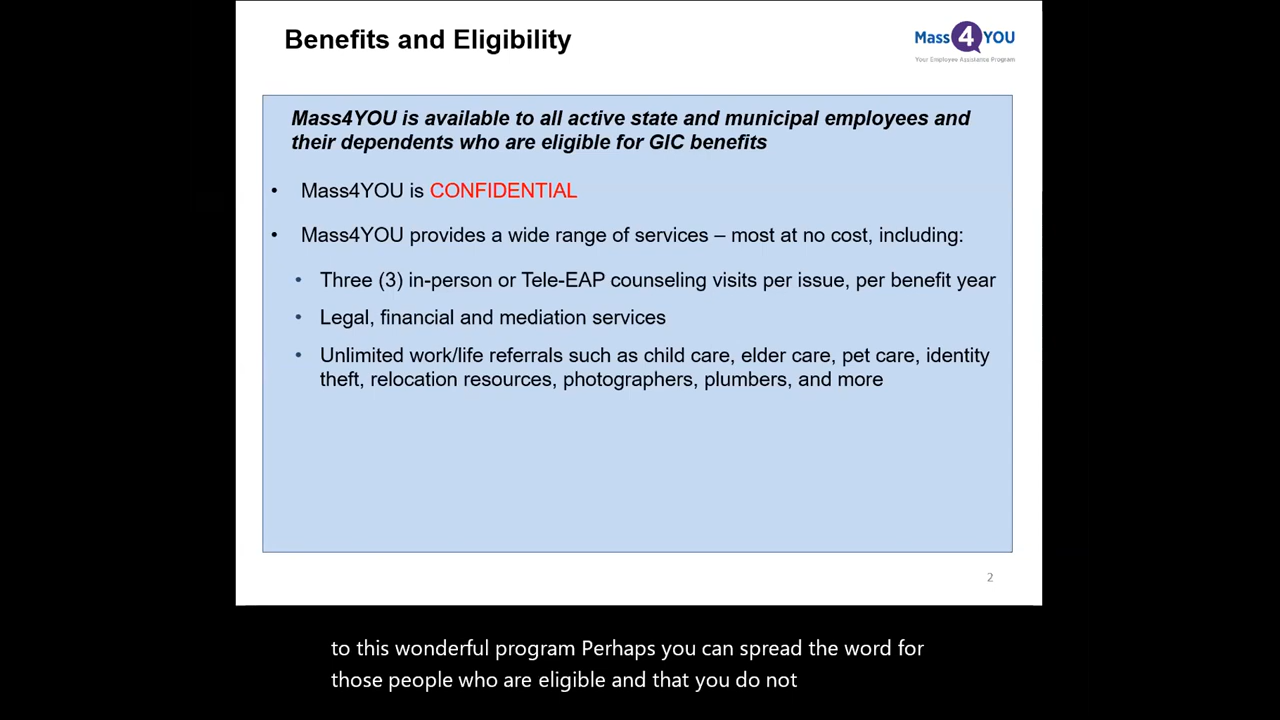 Benefits and Eligibility
Mass4YOU
Your Employee Assistance Program
Mass4YOU is available to all active state and municipal employees and
their dependents who are eligible for GIC benefits
• Mass4YOU is CONFIDENTIAL
• Mass4YOU provides a wide range of services – most at no cost, including:
• Three (3) in-person or Tele-EAP counseling visits per issue, per benefit year
• Legal, financial and mediation services
• Unlimited work/life referrals such as child care, elder care, pet care, identity
theft, relocation resources, photographers, plumbers, and more
2
to this wonderful program Perhaps you can spread the word for
those people who are eligible and that you do not